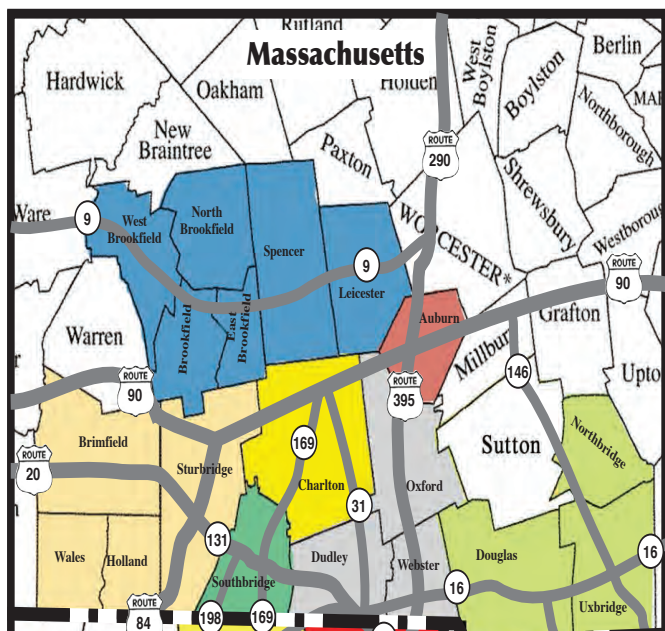 Massachusetts
Rutland
Berlin
Hardwick
Oakham
Holden
West
Boylston
Boylston
Northborough
MAR
New
Braintree
ROUTE
290
Paxton
Shrewsbury
Ware
9
West
Brookfield
North
Brookfield
Spencer
WORCESTER*
Westborough
9
Leicester
ROUTE
90
Warren
Brookfield
East
Brookfield
Auburn
Millbury
Grafton
Upto
ROUTE
90
ROUTE
395
146
Brimfield
Sturbridge
169
Charlton
Sutton
Northbridge
ROUTE
20
31
Oxford
131
Wales
Holland
Southbridge
Dudley
Webster
Douglas
16
16
Uxbridge
ROUTE
84
198
169